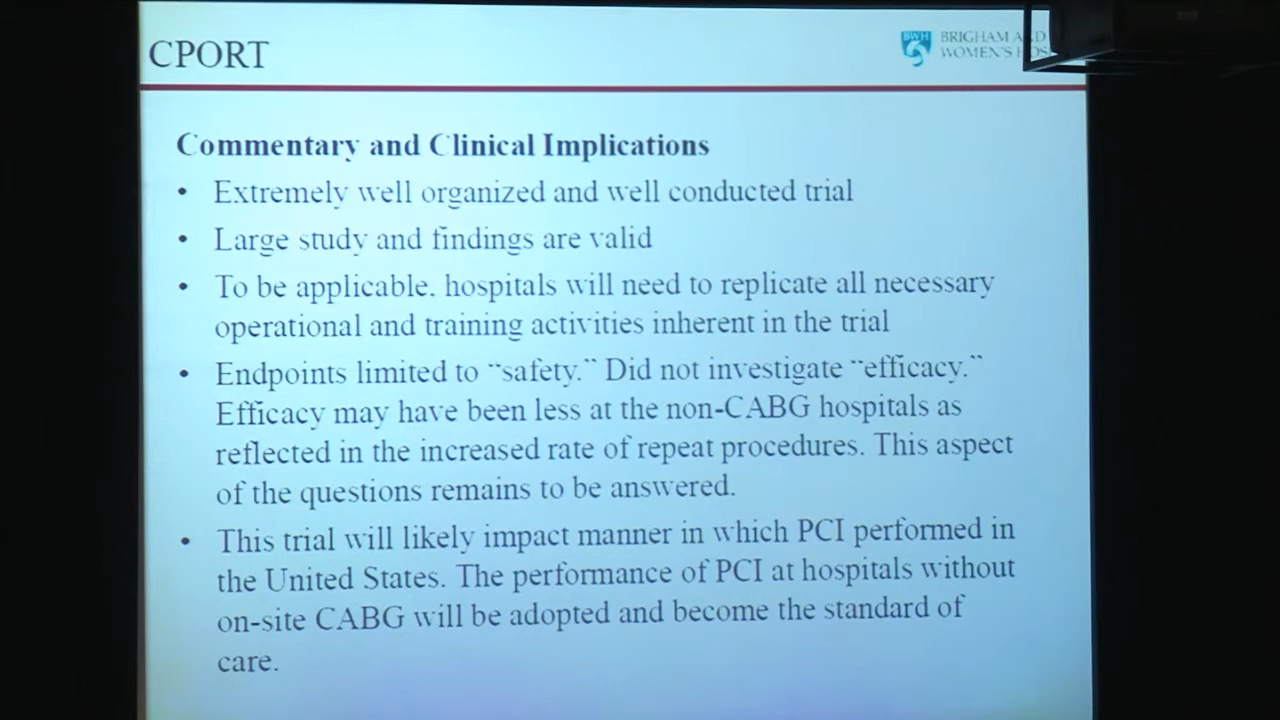 CPORT
BWH
BRIGHAM AND
WOMEN'S HOS
Commentary and Clinical Implications
• Extremely well organized and well conducted trial
• Large study and findings are valid
• To be applicable, hospitals will need to replicate all necessary
operational and training activities inherent in the trial
• Endpoints limited to “safety.” Did not investigate “efficacy.”
Efficacy may have been less at the non-CABG hospitals as
reflected in the increased rate of repeat procedures. This aspect
of the questions remains to be answered.
• This trial will likely impact manner in which PCI performed in
the United States. The performance of PCI at hospitals without
on-site CABG will be adopted and become the standard of
care.